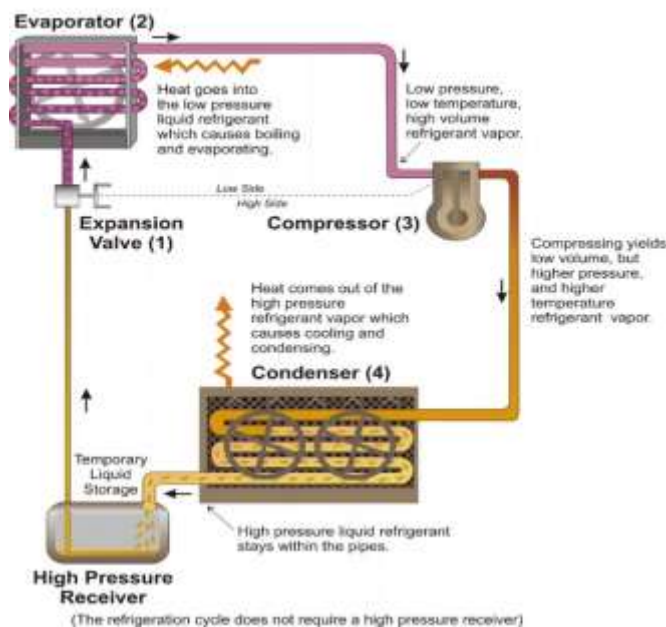 Evaporator (2)
Heat goes into
the low pressure
liquid refrigerant
which causes boiling
and evaporating.
Low pressure,
low temperature,
high volume
refrigerant vapor.
Low Side
High Side
Expansion
Valve (1)
Compressor (3)
Compressing yields
low volume, but
higher pressure,
and higher
temperature
refrigerant vapor.
Heat comes out of the
high pressure
refrigerant vapor which
causes cooling and
condensing.
Condenser (4)
Temporary
Liquid
Storage
High pressure liquid refrigerant
stays within the pipes.
High Pressure
Receiver
(The refrigeration cycle does not require a high pressure receiver)